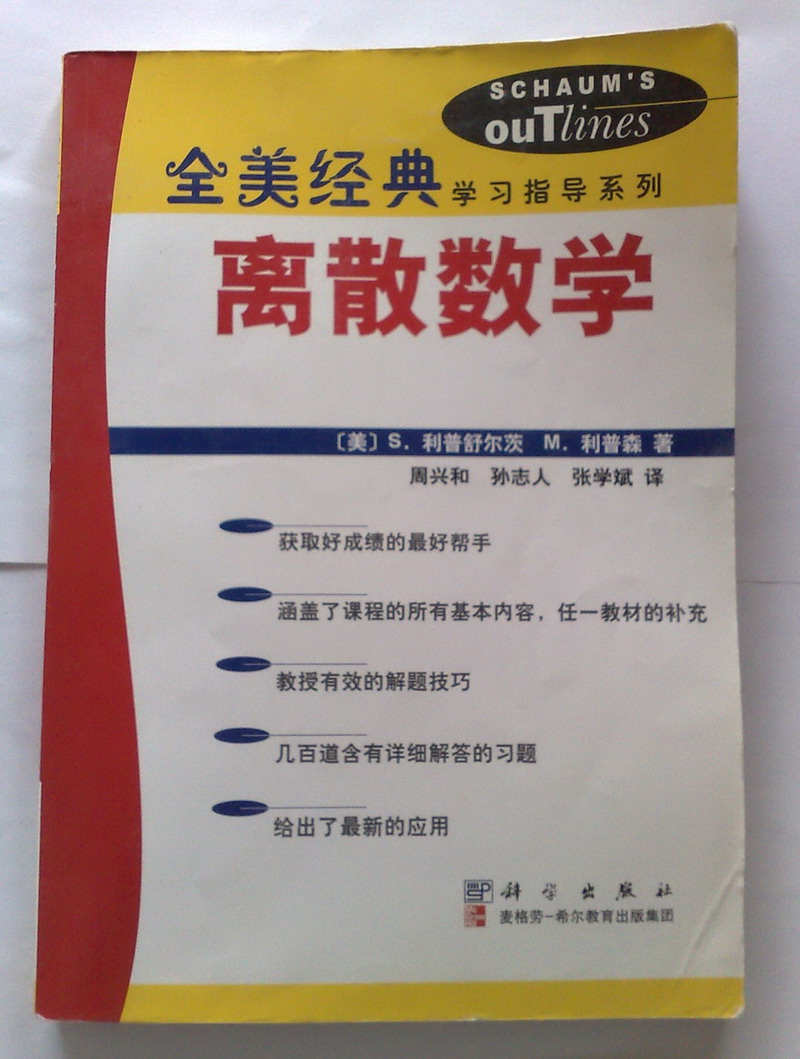 SCHAUM'S
ouTlines
全美经典学习指导系列
离散数学
〔美〕S. 利普舒尔茨 M. 利普森 著
周兴和 孙志人 张学斌 译
获取好成绩的最好帮手
涵盖了课程的所有基本内容，任一教材的补充
教授有效的解题技巧
几百道含有详细解答的习题
给出了最新的应用
科学出版社
麦格劳-希尔教育出版集团